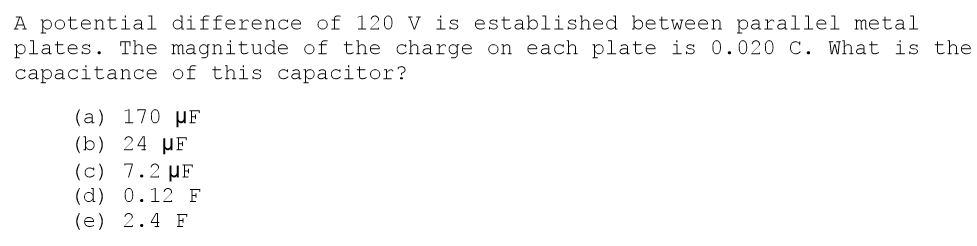 A potential difference of 120 V is established between parallel metal
plates. The magnitude of the charge on each plate is 0.020 C. What is the
capacitance of this capacitor?
(a) 170 µF
(b) 24 µF
(c) 7.2 µF
(d) 0.12 F
(e) 2.4 F